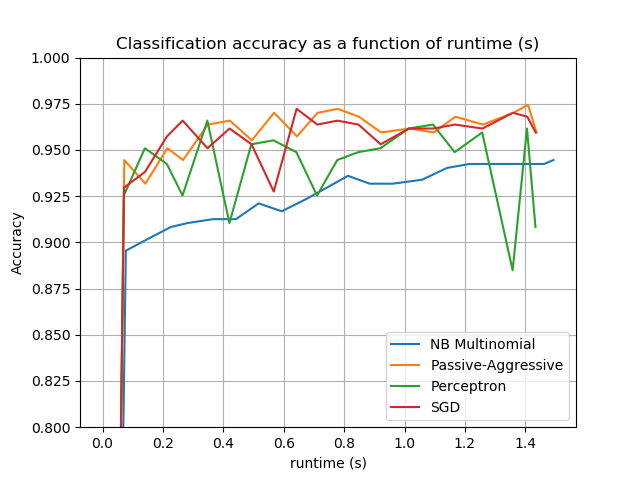 Classification accuracy as a function of runtime (s)
1.000
0.975
0.950
0.925
0.900
0.875
0.850
0.825
0.800
Accuracy
0.0 0.2 0.4 0.6 0.8 1.0 1.2 1.4
runtime (s)
NB Multinomial
Passive-Aggressive
Perceptron
SGD